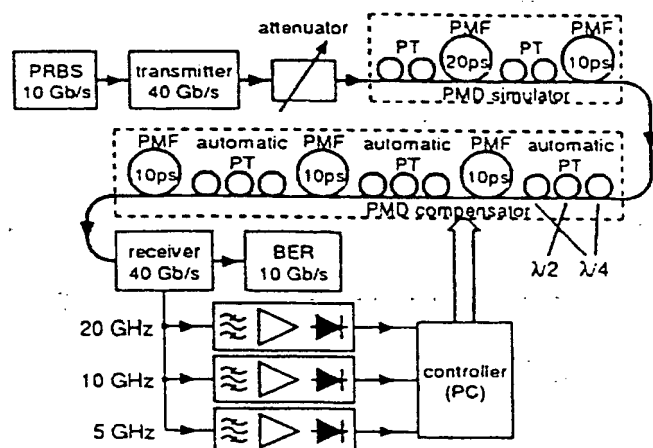 attenuator
PRBS
10 Gb/s
transmitter
40 Gb/s
PT
PMF
20ps
PT
PMF
10ps
PMD simulator
PMF
10ps
automatic
PT
PMF
10ps
automatic
PT
PMF
10ps
automatic
PT
PMD compensator
receiver
40 Gb/s
BER
10 Gb/s
λ/2
λ/4
20 GHz
10 GHz
5 GHz
controller
(PC)